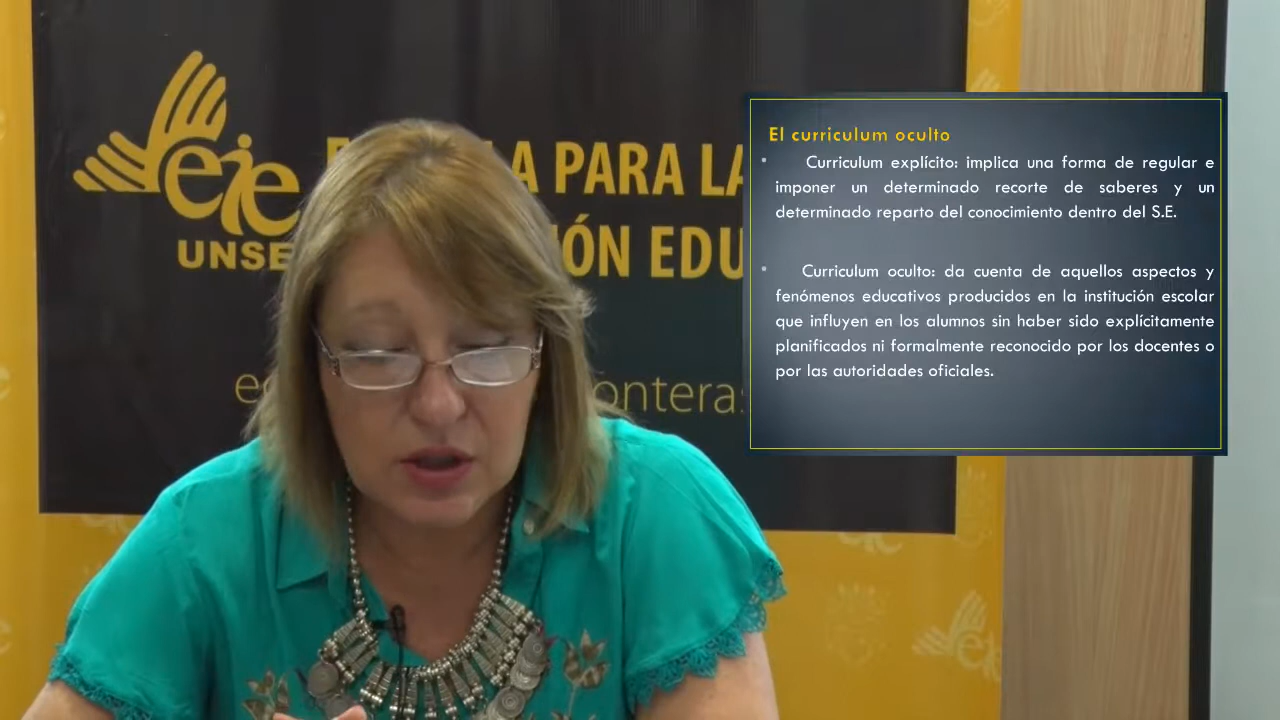 eie
UNSE
A PARA LA
IÓN EDU
onteras
El curriculum oculto
Curriculum explícito: implica una forma de regular e
imponer un determinado recorte de saberes y un
determinado reparto del conocimiento dentro del S.E.
Curriculum oculto: da cuenta de aquellos aspectos y
fenómenos educativos producidos en la institución escolar
que influyen en los alumnos sin haber sido explícitamente
planificados ni formalmente reconocido por los docentes o
por las autoridades oficiales.